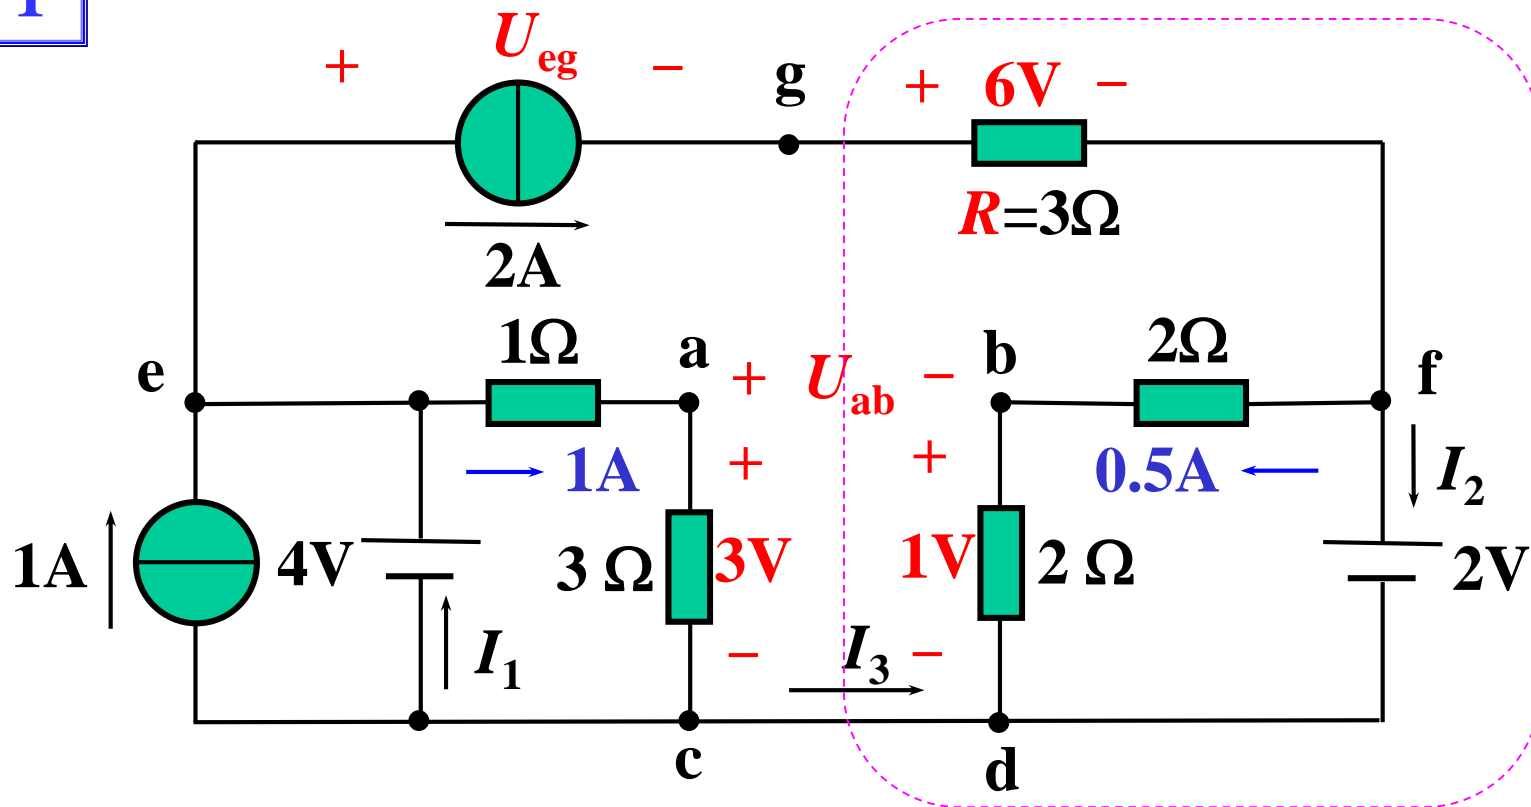 1
+ U_eg −
g
+ 6V −
R=3Ω
2A
1Ω
2Ω
e
a
+ U_ab −
b
f
1A
+
+
0.5A
I_2
1A
4V
3 Ω
3V
1V
2 Ω
2V
I_1
−
I_3
−
c
d